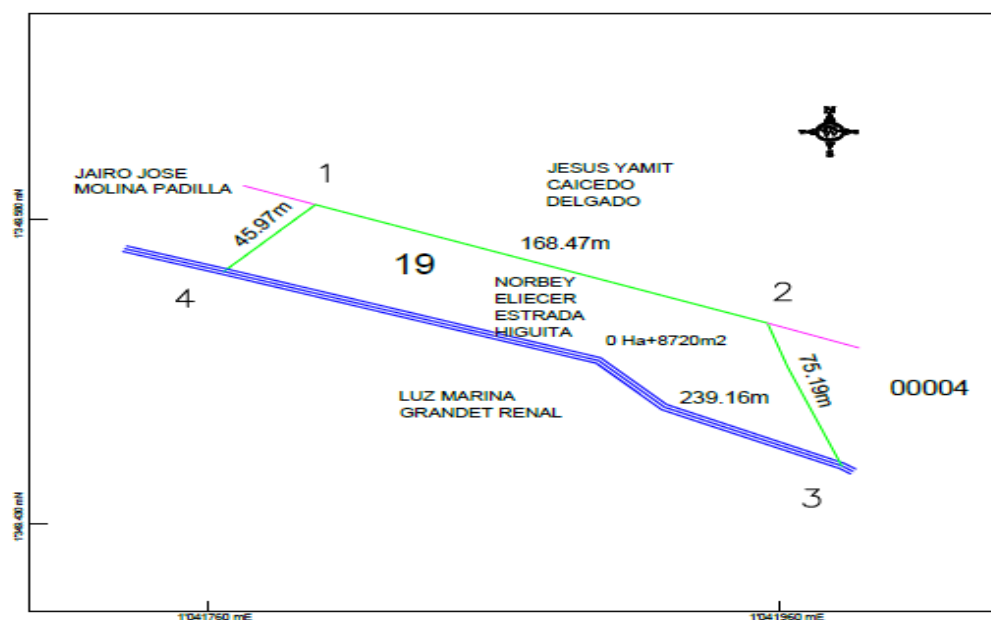 JAIRO JOSE
MOLINA PADILLA
1
JESUS YAMIT
CAICEDO
DELGADO
45.97m
168.47m
19
4
NORBEY
ELIECER
ESTRADA
HIGUITA
2
0 Ha+8720m2
75.19m
00004
LUZ MARINA
GRANDET RENAL
239.16m
3
1'041760 mE
1'041960 mE